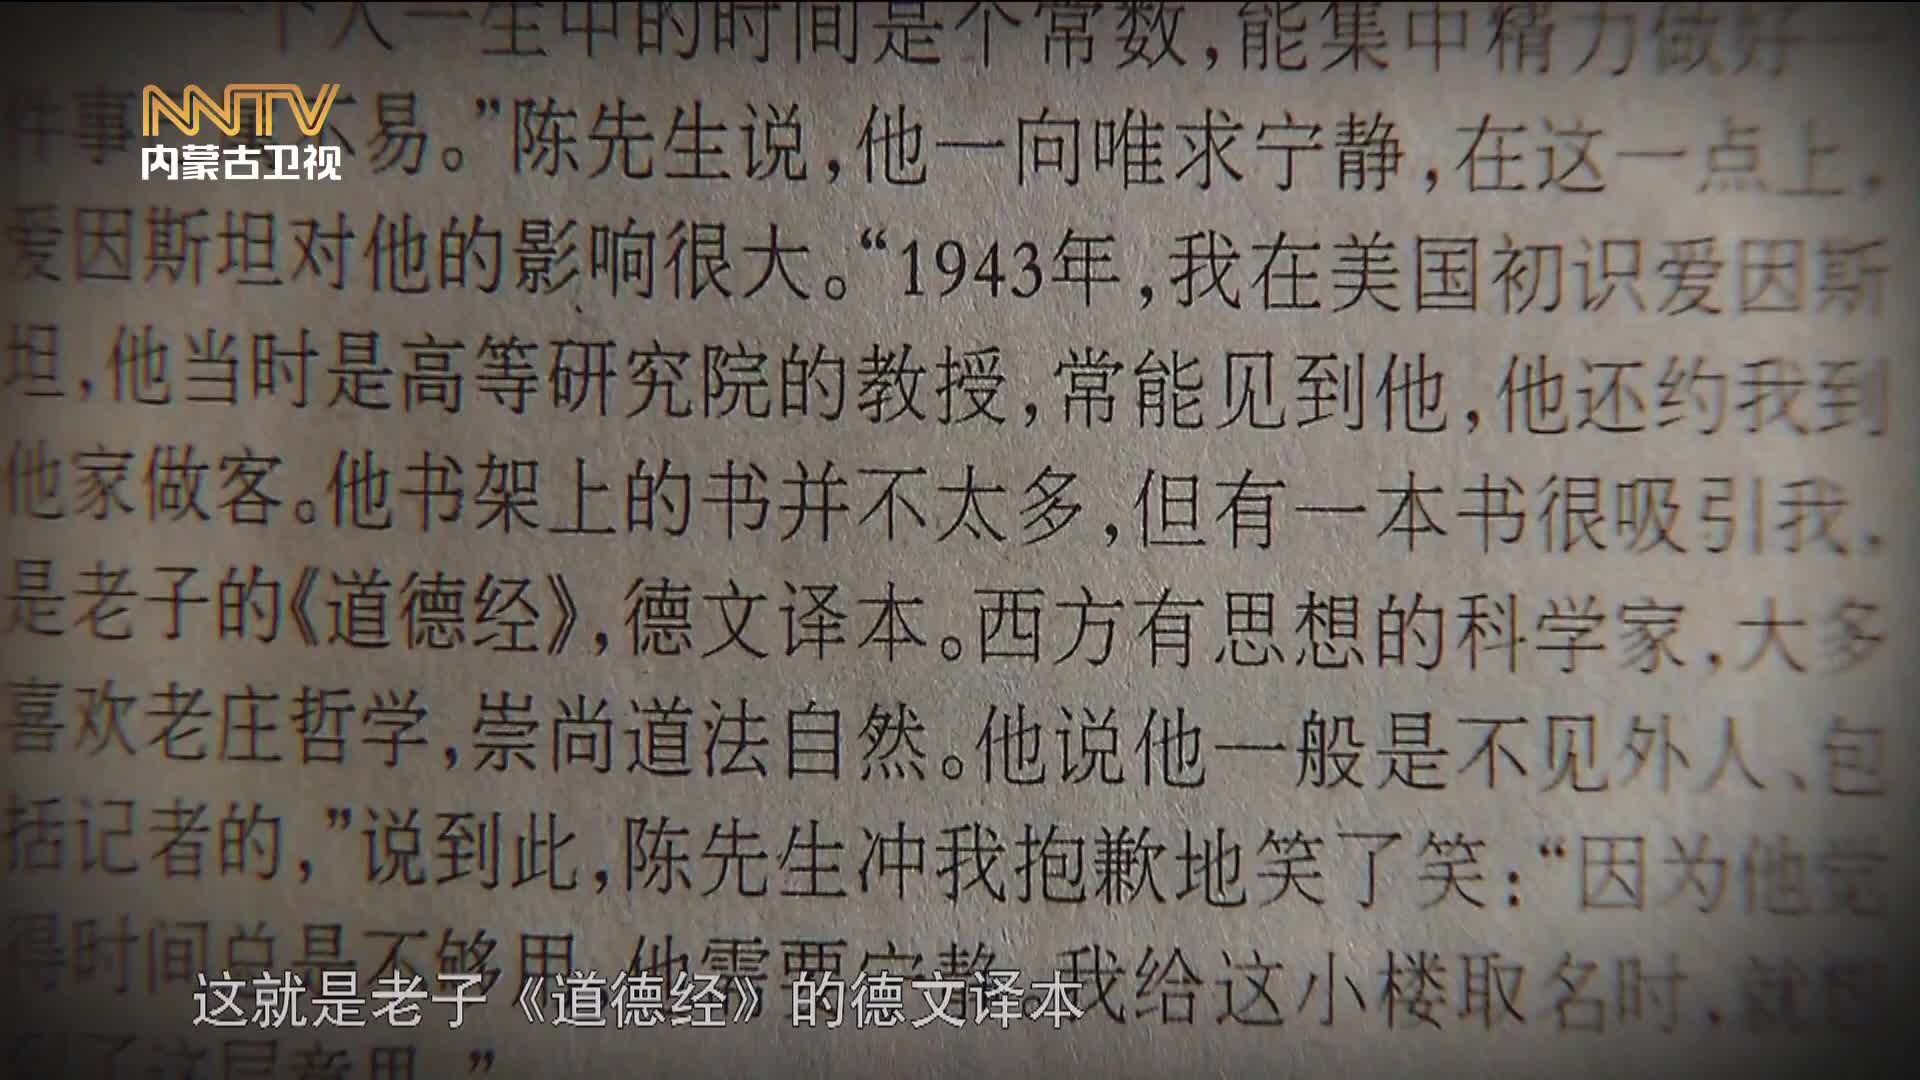 一个人一生中的时间是个常数，能集中精力做好一
件事 不易。”陈先生说，他一向唯求宁静，在这一点上，
NNTV
内蒙古卫视
爱因斯坦对他的影响很大。“1943年，我在美国初识爱因斯
坦，他当时是高等研究院的教授，常能见到他，他还约我到
他家做客。他书架上的书并不太多，但有一本书很吸引我，
是老子的《道德经》，德文译本。西方有思想的科学家，大多
喜欢老庄哲学，崇尚道法自然。他说他一般是不见外人、包
括记者的，”说到此，陈先生冲我抱歉地笑了笑：“因为他觉
得时间总是不够用，他需要宁静。我给这小楼取名时，就
这就是老子《道德经》的德文译本
了这层意思。”